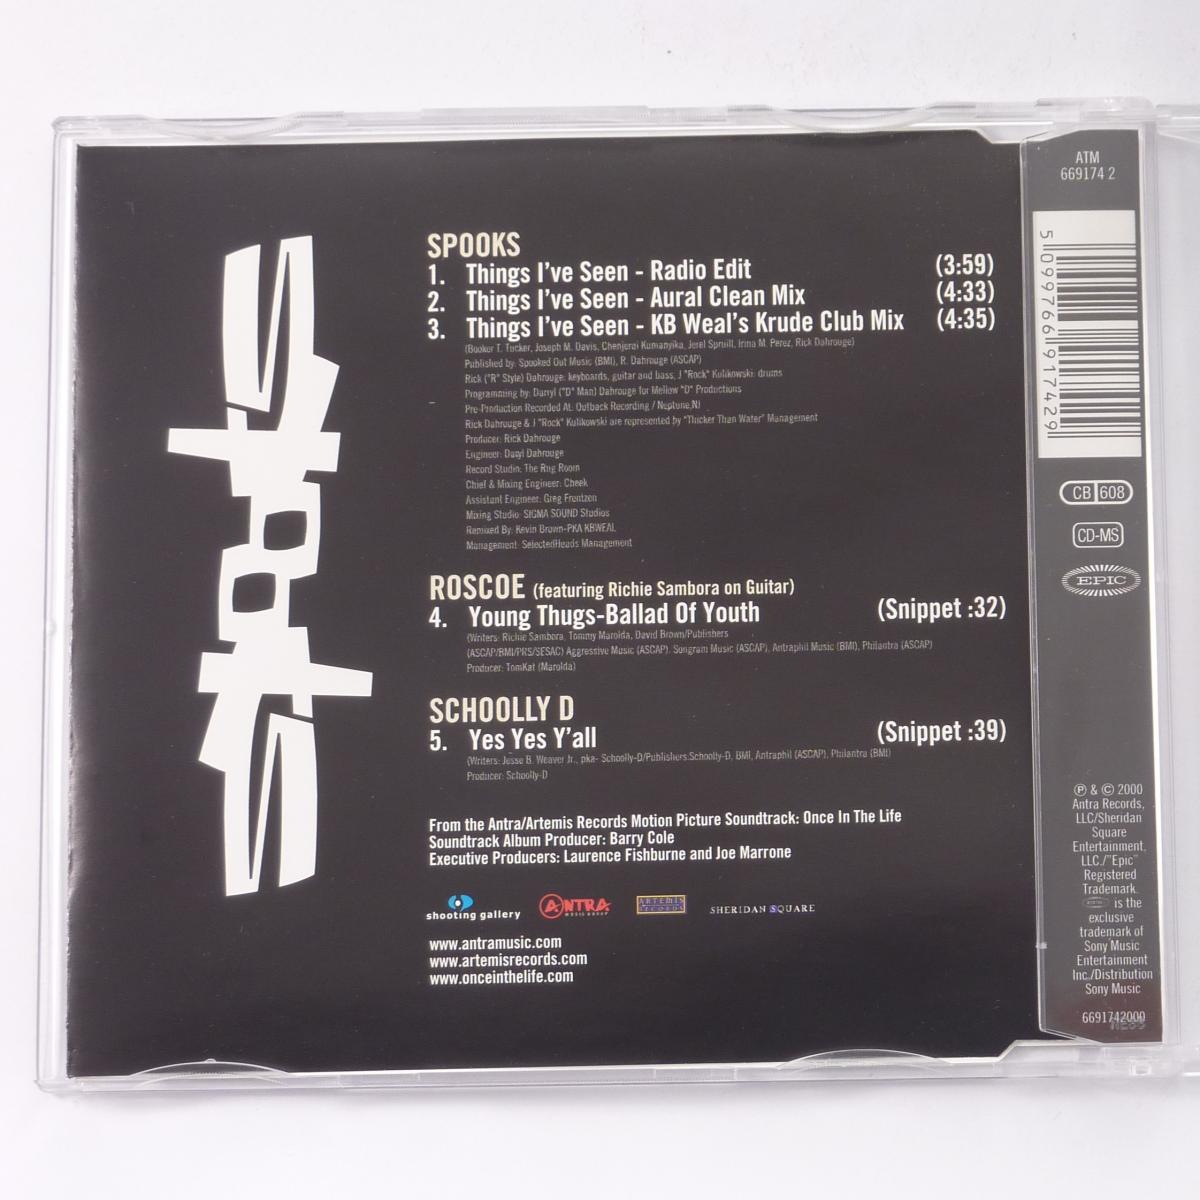 SPOOKS
1. Things I've Seen - Radio Edit (3:59)
2. Things I've Seen - Aural Clean Mix (4:33)
3. Things I've Seen - KB Weal's Krude Club Mix (4:35)
(Booker T. Tucker, Joseph M. Davis, Chenjerai Kumanyika, Jerel Spruill, Irina M. Perez, Rick Dahrouge)
Published by: Spooked Out Music (BMI), R. Dahrouge (ASCAP)
Rick ("R" Style) Dahrouge: keyboards, guitar and bass, J "Rock" Kulikowski: drums
Programming by: Darryl ("D" Man) Dahrouge for Mellow "D" Productions
Pre-Production Recorded At: Outback Recording / Neptune,NJ
Rick Dahrouge & J "Rock" Kulikowski are represented by "Thicker Than Water" Management
Producer: Rick Dahrouge
Engineer: Daryl Dahrouge
Record Studio: The Rng Room
Chief & Mixing Engineer: Cheek
Assistant Engineer: Greg Frentzen
Mixing Studio: SIGMA SOUND Studios
Remixed By: Kevin Brown-PKA KBWEAL
Management: SelectedHeads Management
ROSCOE (featuring Richie Sambora on Guitar)
4. Young Thugs-Ballad Of Youth (Snippet :32)
(Writers: Richie Sambora, Tommy Marolda, David Brown/Publishers
(ASCAP/BMI/PRS/SESAC) Aggressive Music (ASCAP), Songram Music (ASCAP), Antraphil Music (BMI), Philantra (ASCAP)
Producer: TomKat (Marolda)
SCHOOLLY D
5. Yes Yes Y'all (Snippet :39)
(Writers: Jesse B. Weaver Jr., pka- Schoolly-D/Publishers:Schoolly-D, BMI, Antraphil (ASCAP), Philantra (BMI)
Producer: Schoolly-D
From the Antra/Artemis Records Motion Picture Soundtrack: Once In The Life
Soundtrack Album Producer: Barry Cole
Executive Producers: Laurence Fishburne and Joe Marrone
shooting gallery
ANTRA
MUSIC GROUP
ARTEMIS
RECORDS
SHERIDAN SQUARE
www.antramusic.com
www.artemisrecords.com
www.onceinthelife.com
ATM
669174 2
5 099766 917429
CB 608
CD-MS
EPIC
℗ & © 2000
Antra Records,
LLC/Sheridan
Square
Entertainment,
LLC./"Epic"
Registered
Trademark.
is the
exclusive
trademark of
Sony Music
Entertainment
Inc./Distribution
Sony Music
6691742000